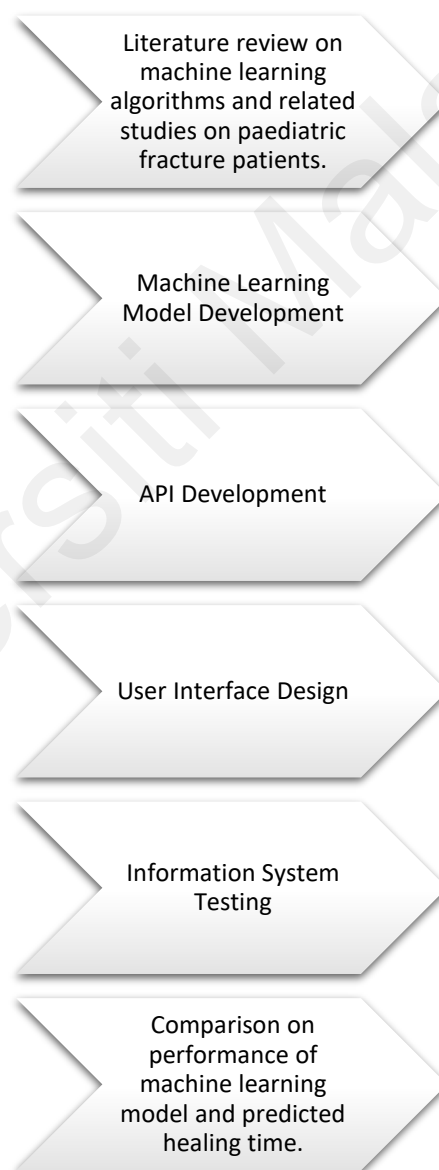 Literature review on
machine learning
algorithms and related
studies on paediatric
fracture patients.
Machine Learning
Model Development
API Development
User Interface Design
Information System
Testing
Comparison on
performance of
machine learning
model and predicted
healing time.